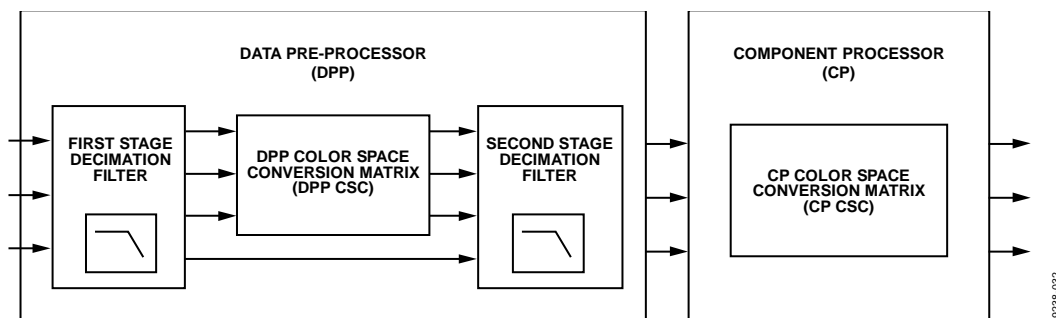 DATA PRE-PROCESSOR
(DPP)
COMPONENT PROCESSOR
(CP)
FIRST STAGE
DECIMATION
FILTER
DPP COLOR SPACE
CONVERSION MATRIX
(DPP CSC)
SECOND STAGE
DECIMATION
FILTER
CP COLOR SPACE
CONVERSION MATRIX
(CP CSC)